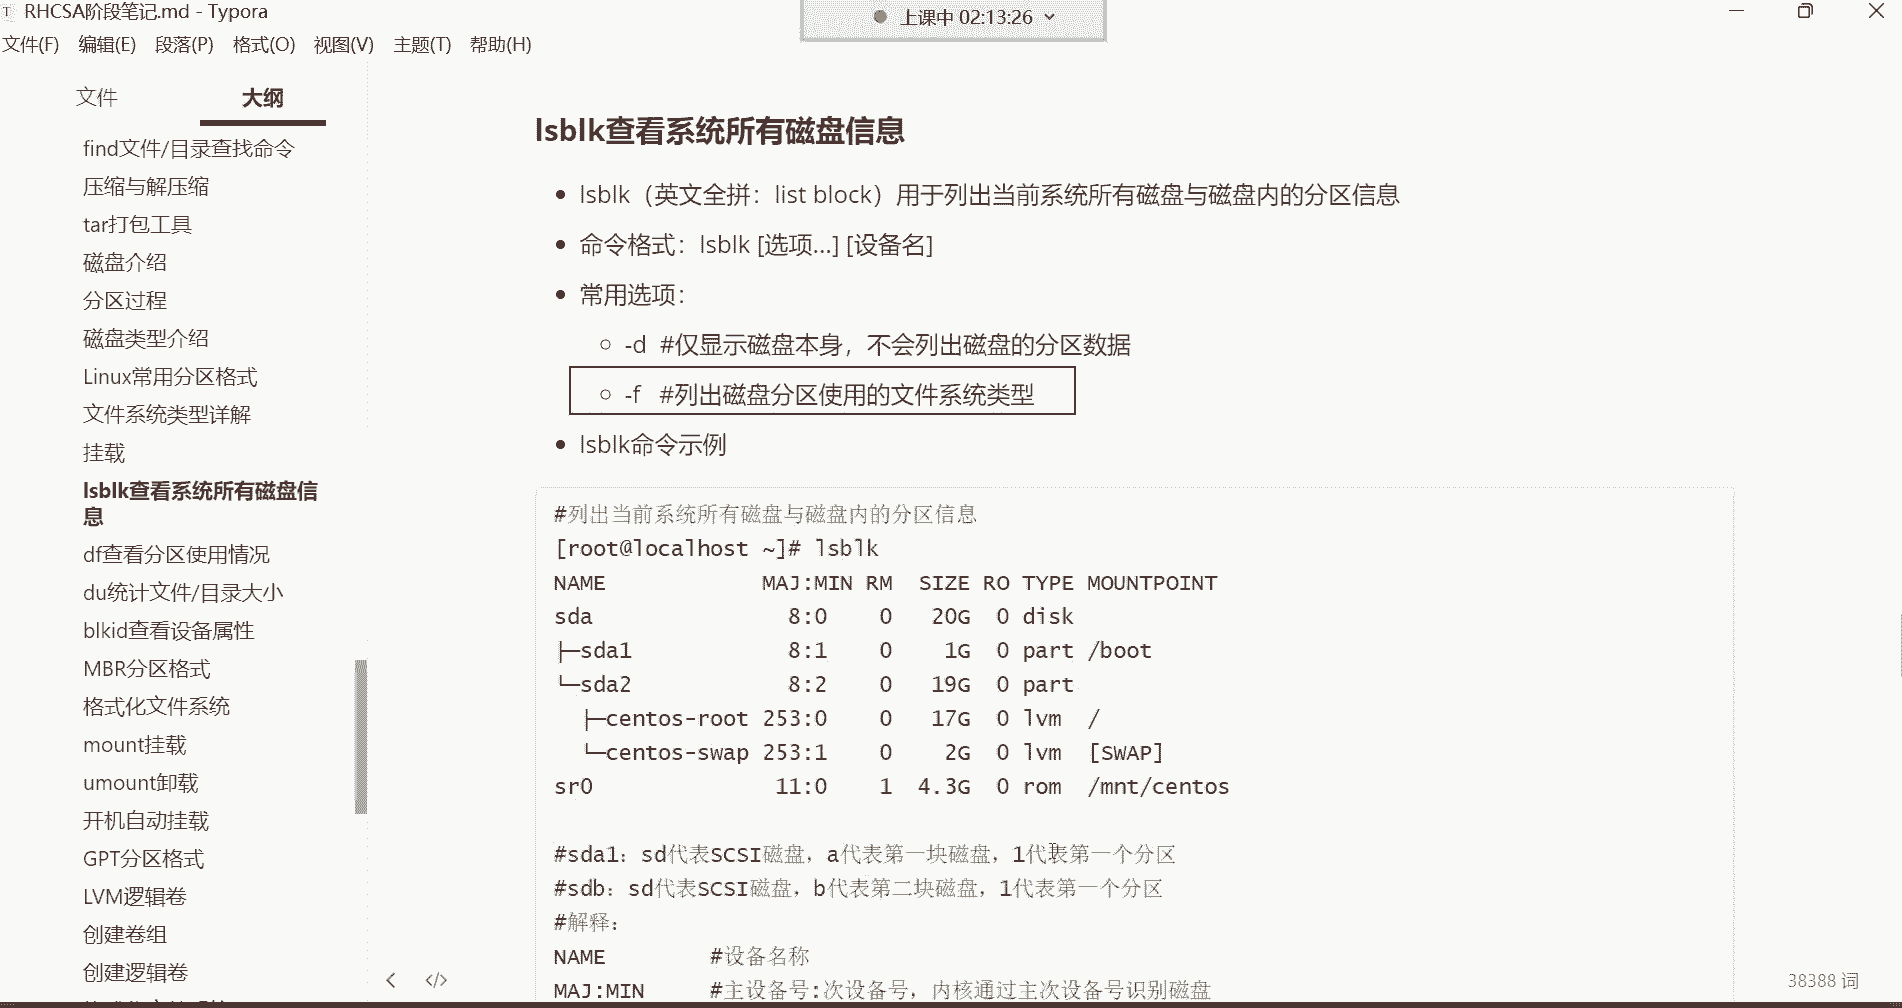 RHCSA阶段笔记.md - Typora
上课中 02:13:26
文件(F) 编辑(E) 段落(P) 格式(O) 视图(V) 主题(T) 帮助(H)
文件 大纲
find文件/目录查找命令
压缩与解压缩
tar打包工具
磁盘介绍
分区过程
磁盘类型介绍
Linux常用分区格式
文件系统类型详解
挂载
lsblk查看系统所有磁盘信
息
df查看分区使用情况
du统计文件/目录大小
blkid查看设备属性
MBR分区格式
格式化文件系统
mount挂载
umount卸载
开机自动挂载
GPT分区格式
LVM逻辑卷
创建卷组
创建逻辑卷
lsblk查看系统所有磁盘信息
• lsblk（英文全拼：list block）用于列出当前系统所有磁盘与磁盘内的分区信息
• 命令格式：lsblk [选项...] [设备名]
• 常用选项：
○ -d #仅显示磁盘本身，不会列出磁盘的分区数据
○ -f #列出磁盘分区使用的文件系统类型
• lsblk命令示例
#列出当前系统所有磁盘与磁盘内的分区信息
[root@localhost ~]# lsblk
NAME            MAJ:MIN RM  SIZE RO TYPE MOUNTPOINT
sda               8:0    0   20G  0 disk
├─sda1            8:1    0    1G  0 part /boot
└─sda2            8:2    0   19G  0 part
  ├─centos-root 253:0    0   17G  0 lvm  /
  └─centos-swap 253:1    0    2G  0 lvm  [SWAP]
sr0              11:0    1  4.3G  0 rom  /mnt/centos
#sda1：sd代表SCSI磁盘，a代表第一块磁盘，1代表第一个分区
#sdb：sd代表SCSI磁盘，b代表第二块磁盘，1代表第一个分区
#解释：
NAME        #设备名称
MAJ:MIN     #主设备号:次设备号，内核通过主次设备号识别磁盘
38388 词